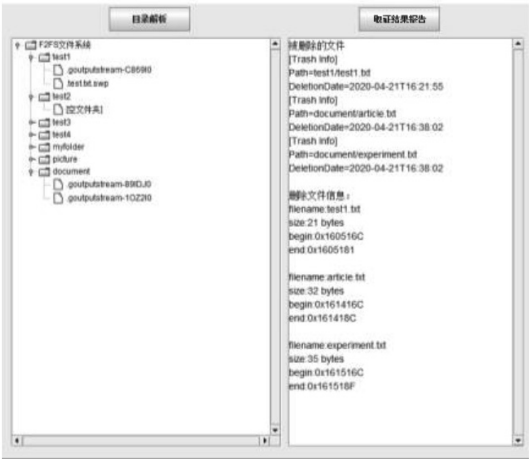 目录解析
取证结果报告
F2FS文件系统
test1
.goutputstream-C869I0
.test.txt.swp
test2
[空文件夹]
test3
test4
myfolder
picture
document
.goutputstream-89IDJ0
.goutputstream-1OZ2I0
被删除的文件
[Trash Info]
Path=test1/test1.txt
DeletionDate=2020-04-21T16:21:55
[Trash Info]
Path=document/article.txt
DeletionDate=2020-04-21T16:38:02
[Trash Info]
Path=document/experiment.txt
DeletionDate=2020-04-21T16:38:02
删除文件信息：
filename:test1.txt
size:21 bytes
begin:0x160516C
end:0x1605181
filename:article.txt
size:32 bytes
begin:0x161416C
end:0x161418C
filename:experiment.txt
size:35 bytes
begin:0x161516C
end:0x161518F